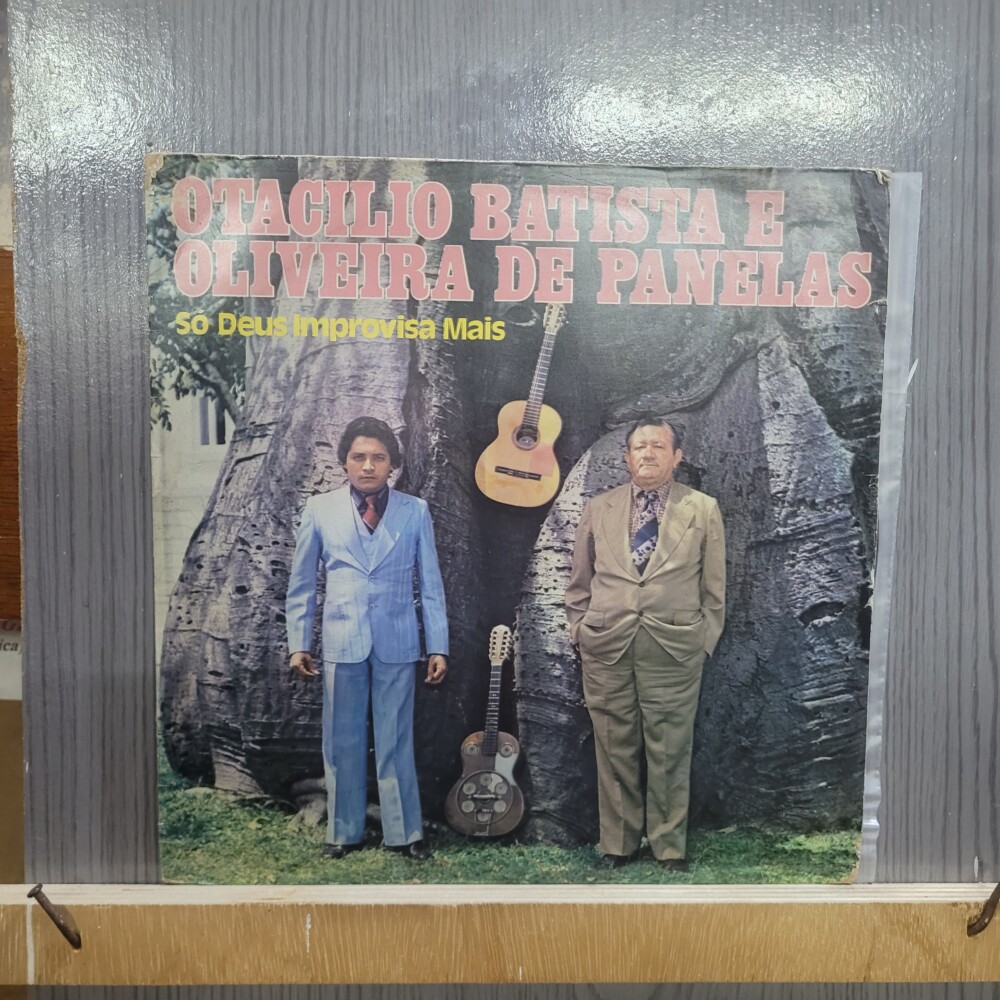 OTACILIO BATISTA E
OLIVEIRA DE PANELAS
Só Deus Improvisa Mais